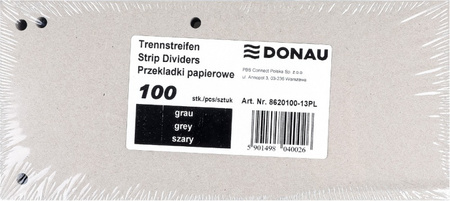 Trennstreifen
Strip Dividers
Przekladki papierowe
100 stk./pcs/sztuk
grau
grey
szary
DONAU
PBS Connect Polska Sp. z o.o.
Art. Nr. 8620100-13PL
5 901498 040026